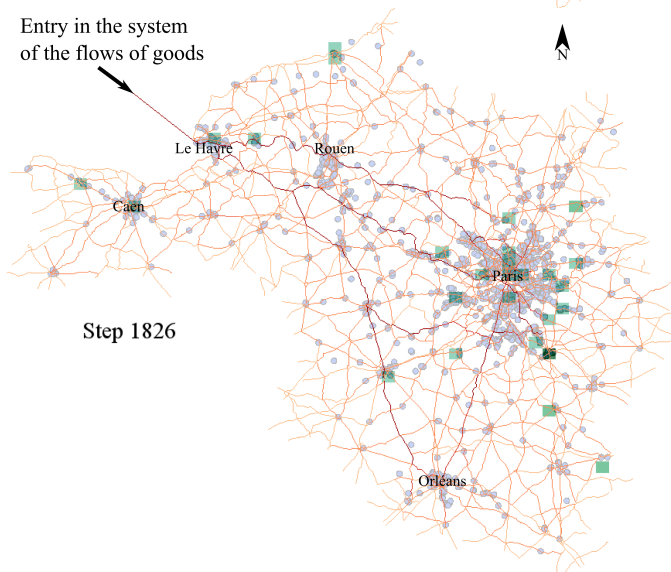 Entry in the system
of the flows of goods
N
Le Havre
Rouen
Caen
Paris
Step 1826
Orléans